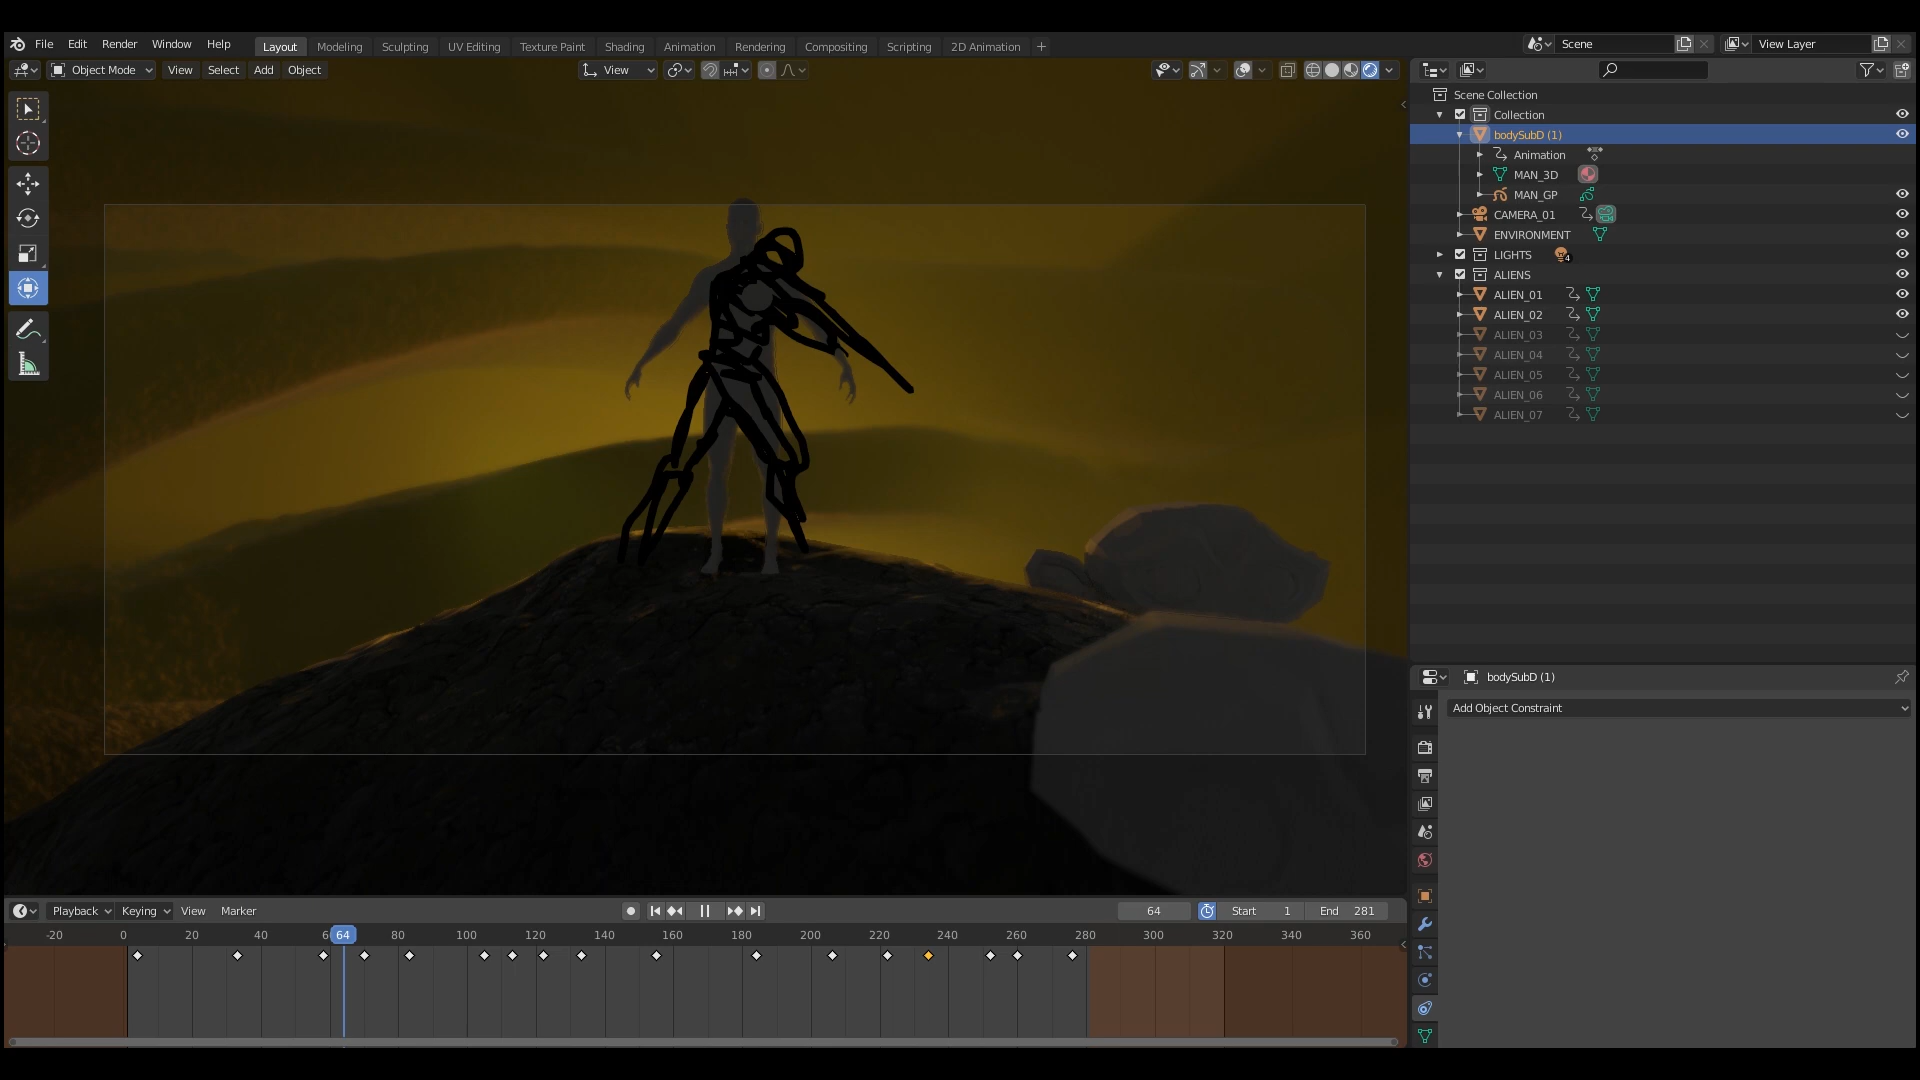 File Edit Render Window Help Layout Modeling Sculpting UV Editing Texture Paint Shading Animation Rendering Compositing Scripting 2D Animation + Scene View Layer
Object Mode View Select Add Object View
Scene Collection
Collection
bodySubD (1)
Animation
MAN_3D
MAN_GP
CAMERA_01
ENVIRONMENT
LIGHTS 4
ALIENS
ALIEN_01
ALIEN_02
ALIEN_03
ALIEN_04
ALIEN_05
ALIEN_06
ALIEN_07
bodySubD (1)
Add Object Constraint
Playback Keying View Marker 64 Start 1 End 281
-20 0 20 40 6 64 80 100 120 140 160 180 200 220 240 260 280 300 320 340 360